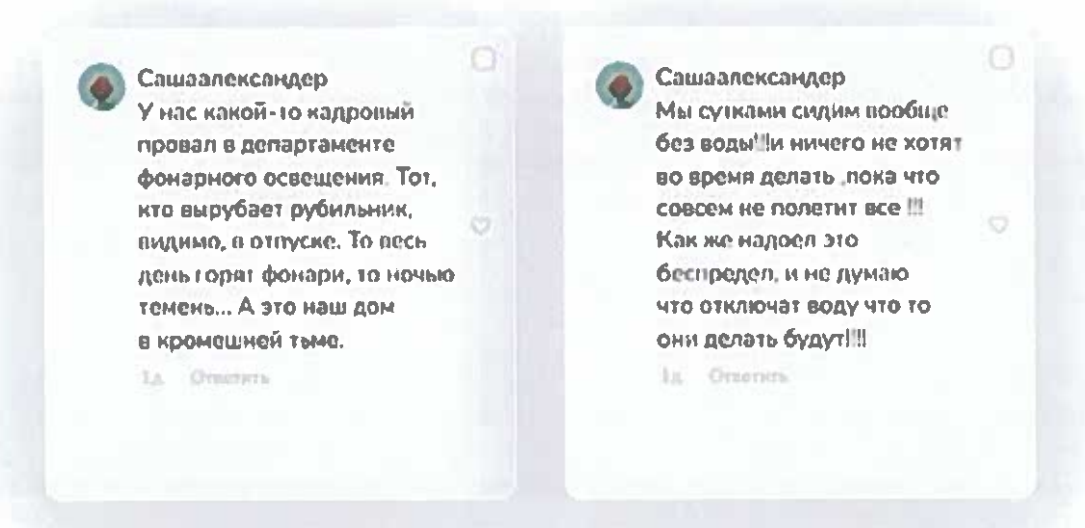 Сашаалександер
У нас какой-то кадровый
провал в департаменте
фонарного освещения. Тот,
кто вырубает рубильник,
видимо, в отпуске. То весь
день горят фонари, то ночью
темень... А это наш дом
в кромешней тьме.
1д Ответить
Сашаалександер
Мы сутками сидим вообще
без воды!!!и ничего не хотят
во время делать ,пока что
совсем не полетит все !!!
Как же надоел это
беспредел, и не думаю
что отключат воду что то
они делать будут!!!!
1д Ответить